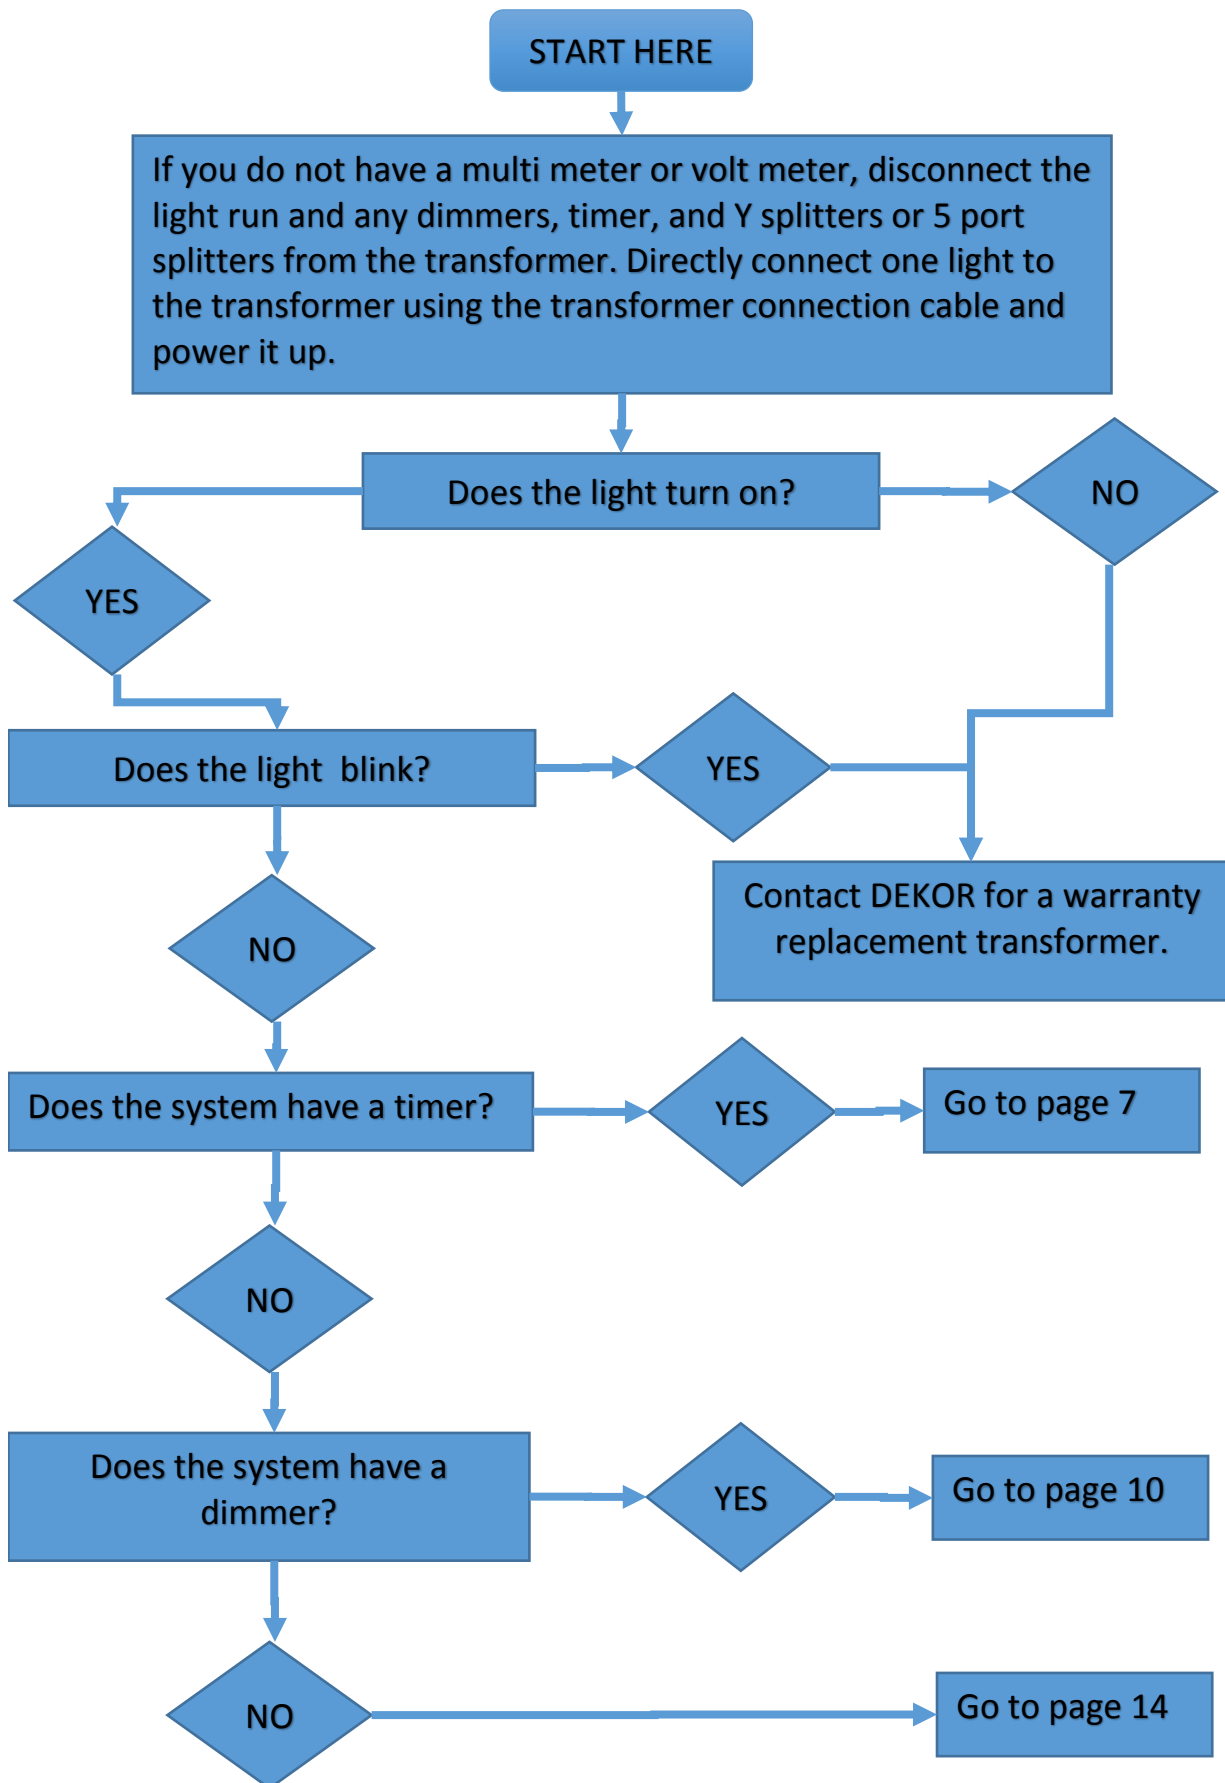 START HERE
If you do not have a multi meter or volt meter, disconnect the
light run and any dimmers, timer, and Y splitters or 5 port
splitters from the transformer. Directly connect one light to
the transformer using the transformer connection cable and
power it up.
Does the light turn on?
NO
YES
Does the light  blink?
YES
Contact DEKOR for a warranty
replacement transformer.
NO
Does the system have a timer?
YES
Go to page 7
NO
Does the system have a
dimmer?
YES
Go to page 10
NO
Go to page 14